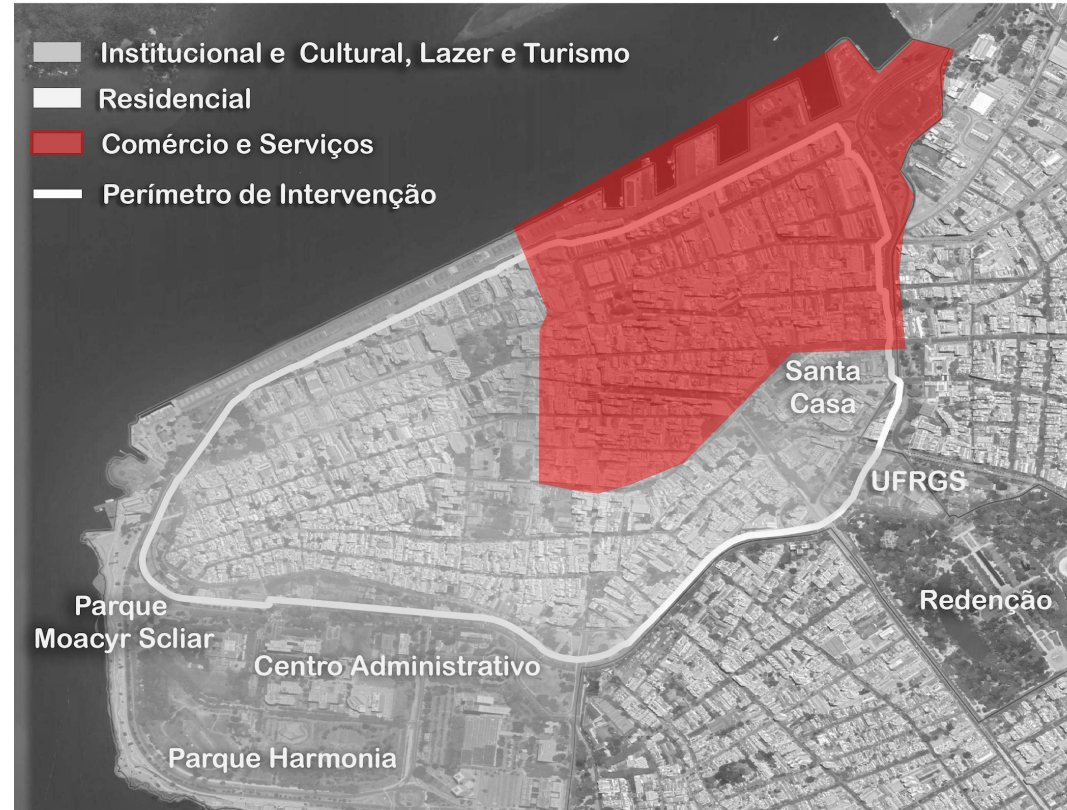 Institucional e Cultural, Lazer e Turismo
Residencial
Comércio e Serviços
Perímetro de Intervenção
Santa
Casa
UFRGS
Redenção
Parque
Moacyr Scliar
Centro Administrativo
Parque Harmonia